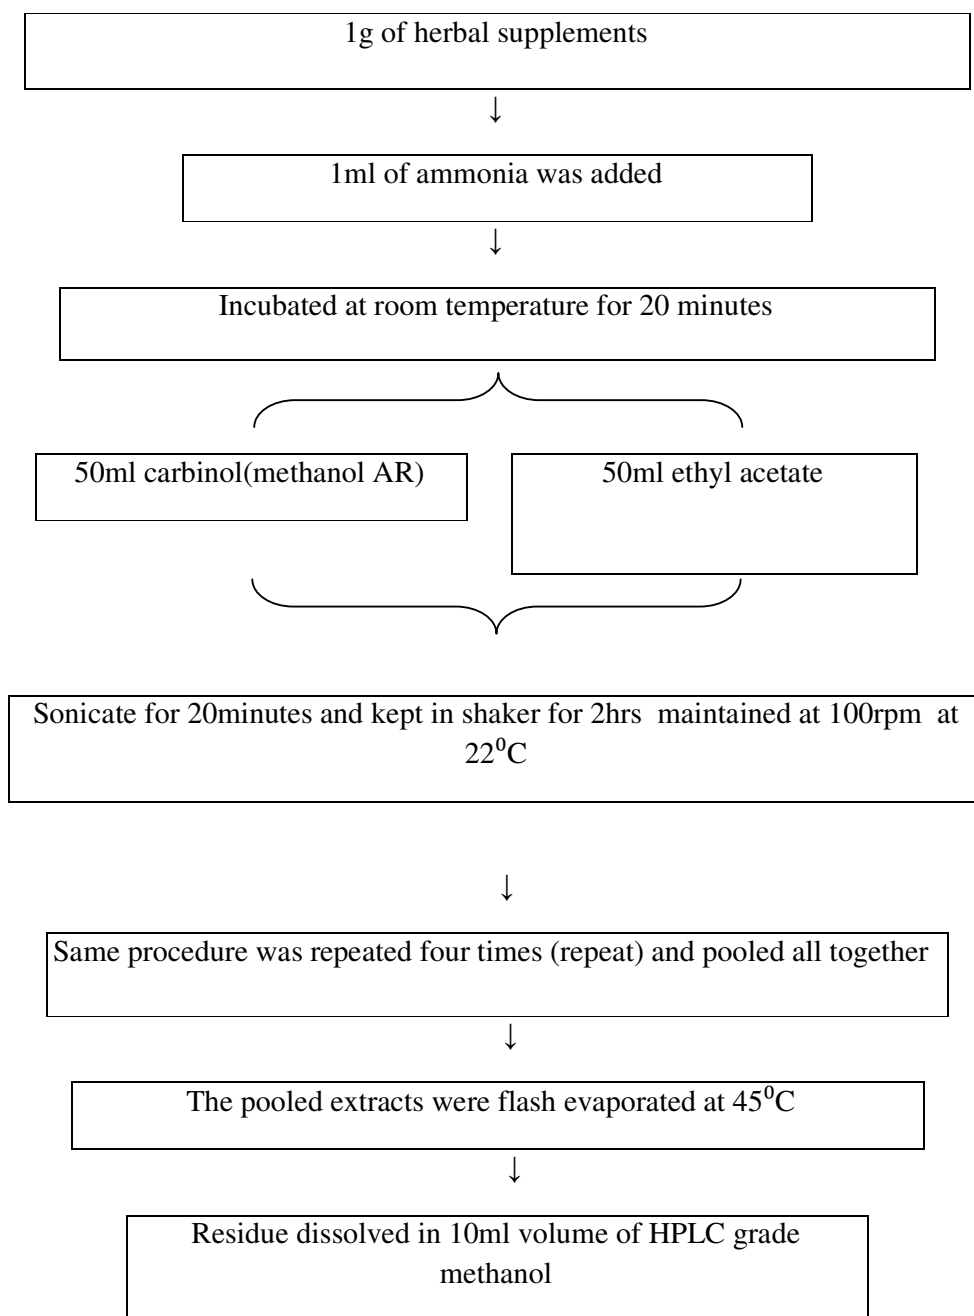 1g of herbal supplements
↓
1ml of ammonia was added
↓
Incubated at room temperature for 20 minutes
50ml carbinol(methanol AR)
50ml ethyl acetate
Sonicate for 20minutes and kept in shaker for 2hrs maintained at 100rpm at
22⁰C
↓
Same procedure was repeated four times (repeat) and pooled all together
↓
The pooled extracts were flash evaporated at 45⁰C
↓
Residue dissolved in 10ml volume of HPLC grade
methanol